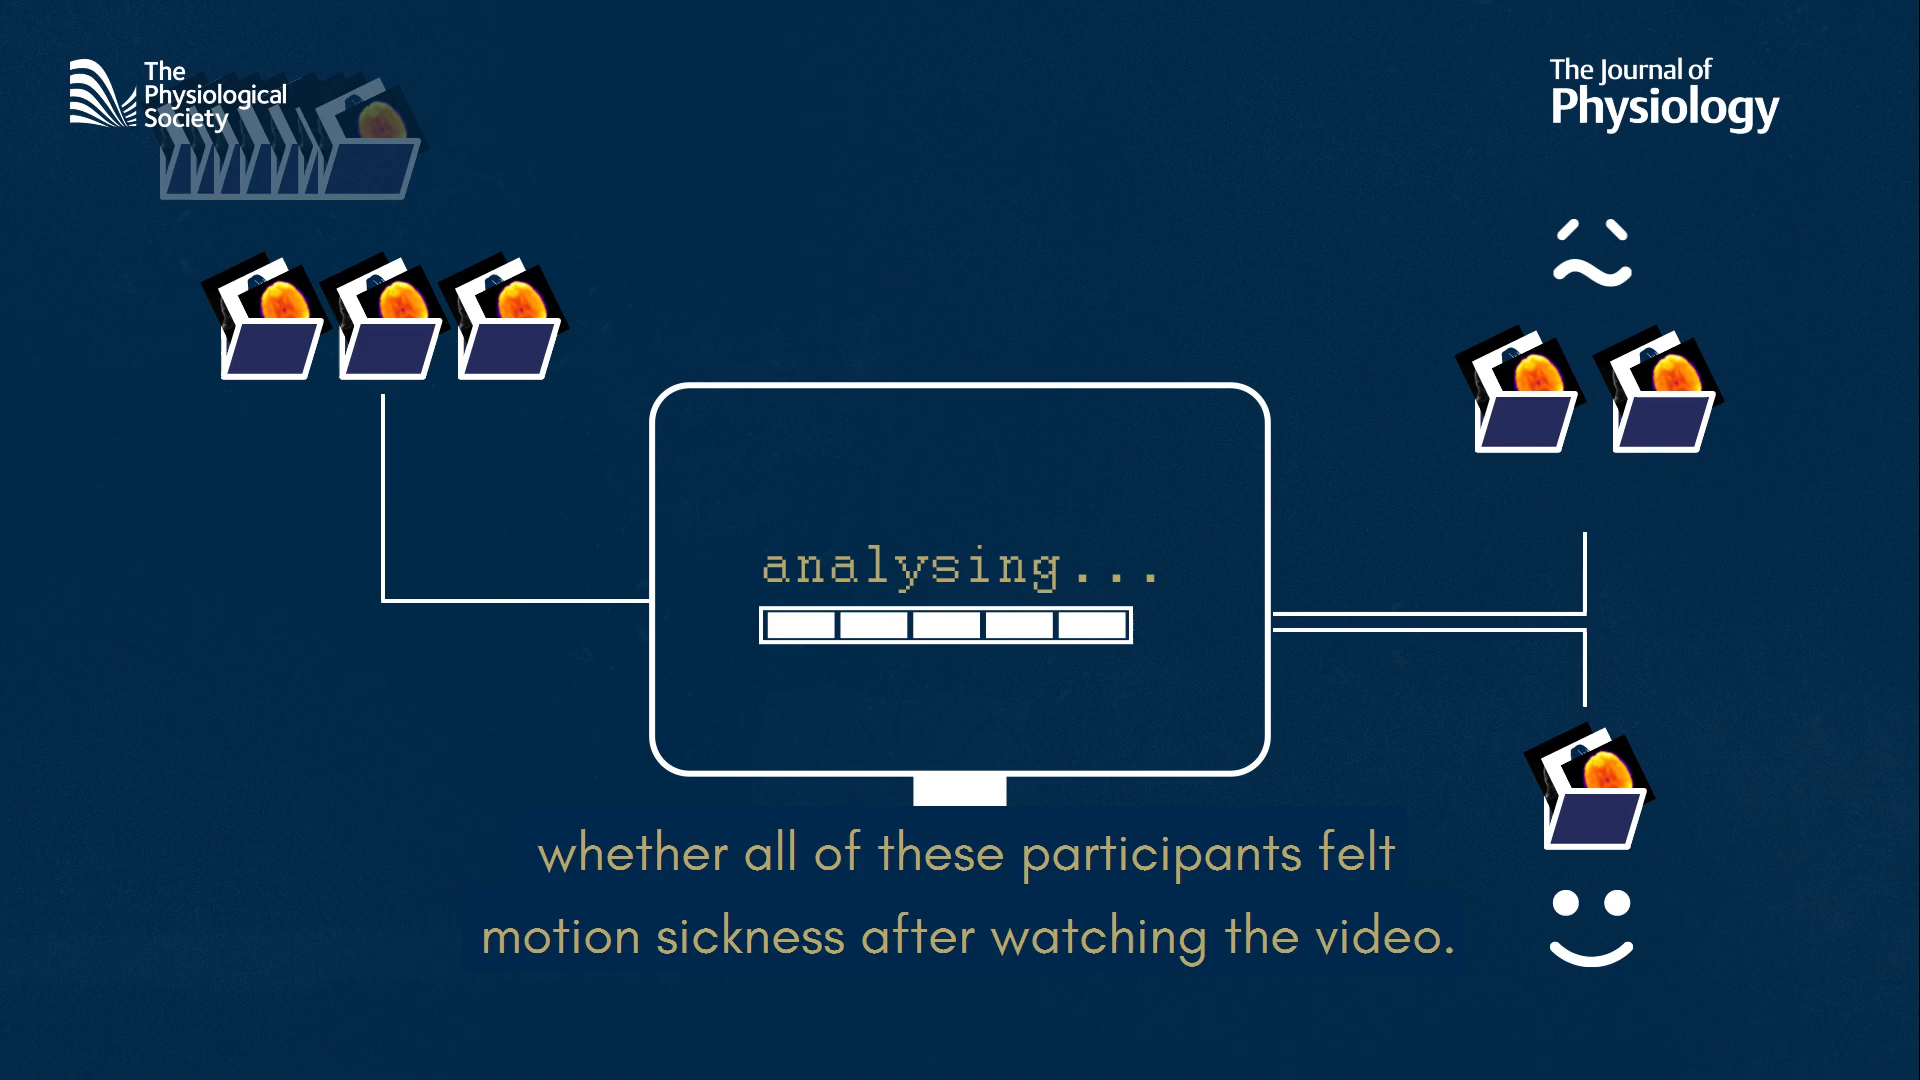 The
Physiological
Society
The Journal of
Physiology
analysing...
whether all of these participants felt
motion sickness after watching the video.